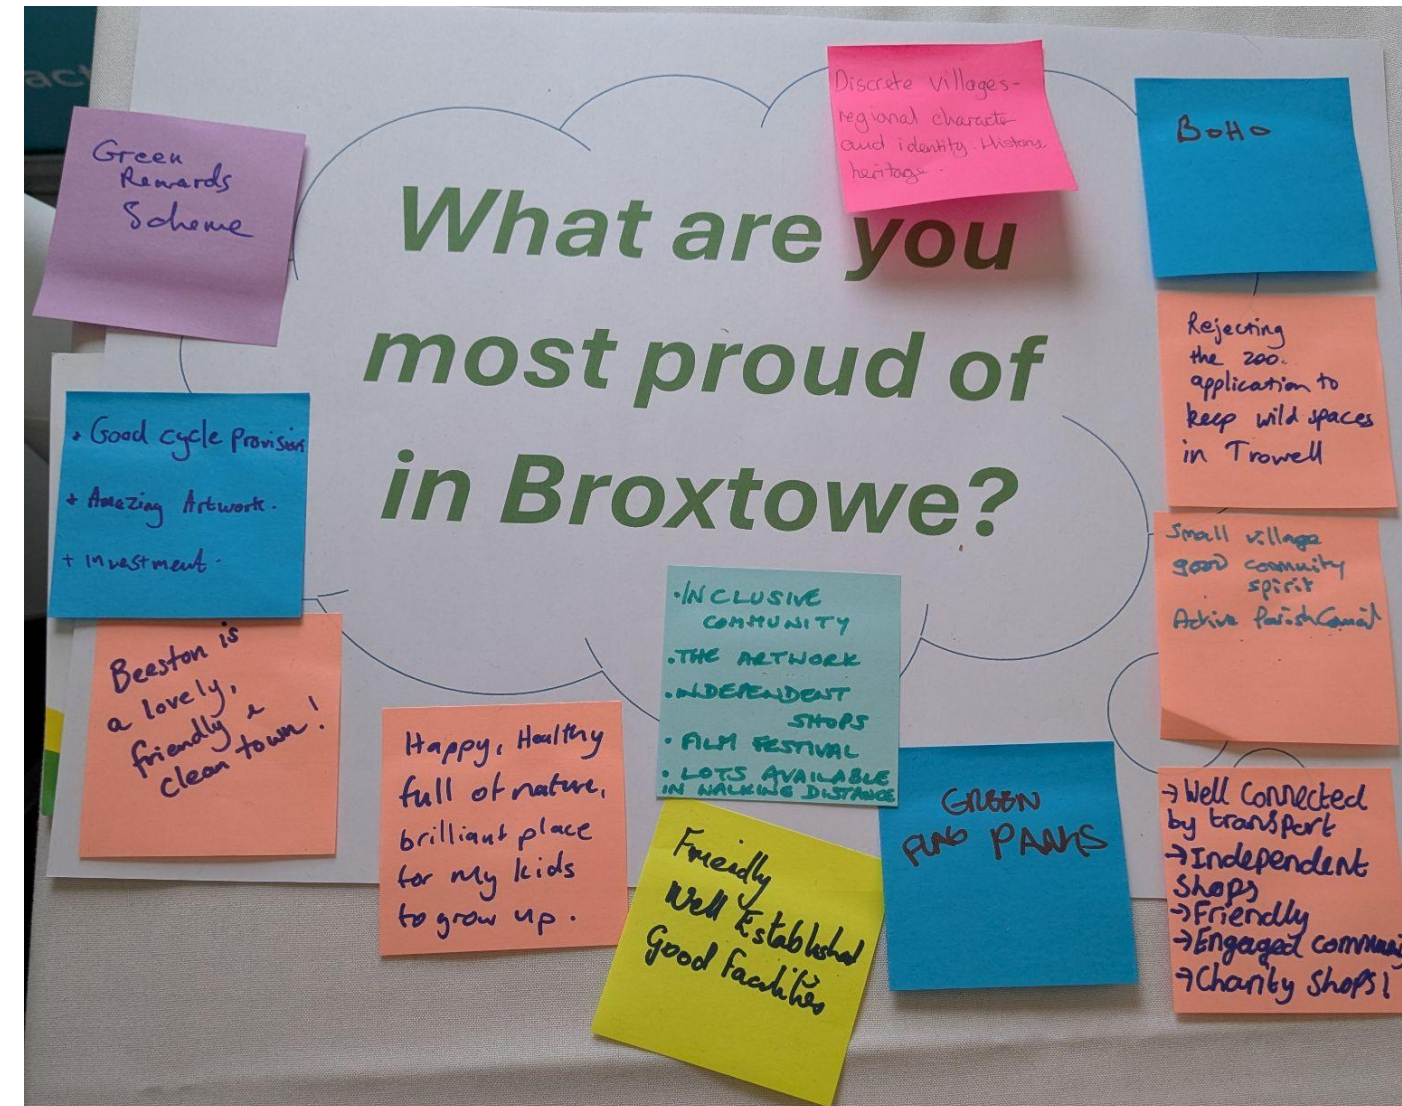 act
What are you
most proud of
in Broxtowe?
Green
Rewards
Scheme
Discrete villages-
regional character
and identity. History
heritage.
BOHO
Rejecting
the zoo.
application to
keep wild spaces
in Trowell
+ Good cycle provision
+ Amazing Artwork.
+ investment.
Small village
good commuity
spirit
Active Parish Council
Beeston is
a lovely,
friendly &
clean town!
Happy, Healthy
full of nature,
brilliant place
for my kids
to grow up.
•INCLUSIVE
COMMUNITY
•THE ARTWORK
•INDEPENDENT
SHOPS
• FILM FESTIVAL
• LOTS AVAILABLE
IN WALKING DISTANCE
Friendly
Well Established
Good Facilities
GREEN
FLAG PARKS
→Well Connected
by transport
→Independent
Shops
→Friendly
→Engaged communi
→Charity Shops!